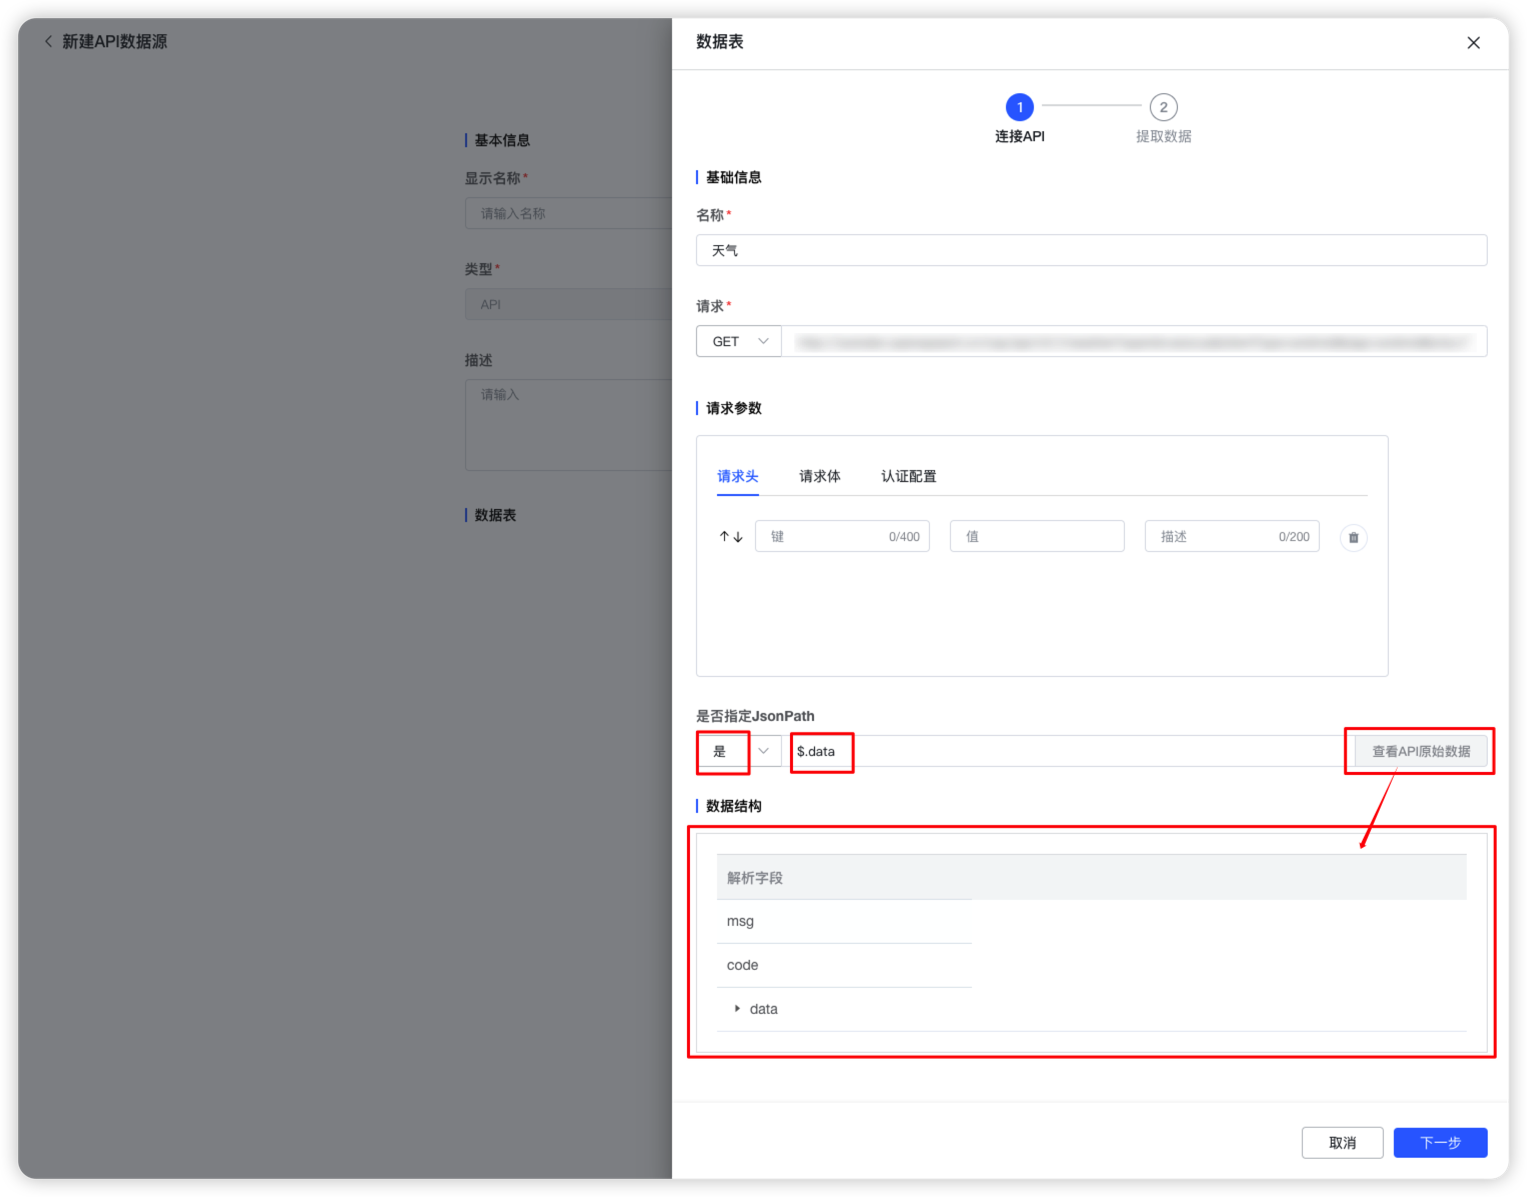 新建API数据源
基本信息
显示名称*
请输入名称
类型*
API
描述
请输入
数据表
数据表
1
2
连接API
提取数据
基础信息
名称*
天气
请求*
GET
请求参数
请求头 请求体 认证配置
键 0/400 值 描述 0/200
是否指定JsonPath
是 $.data 查看API原始数据
数据结构
解析字段
msg
code
data
取消 下一步